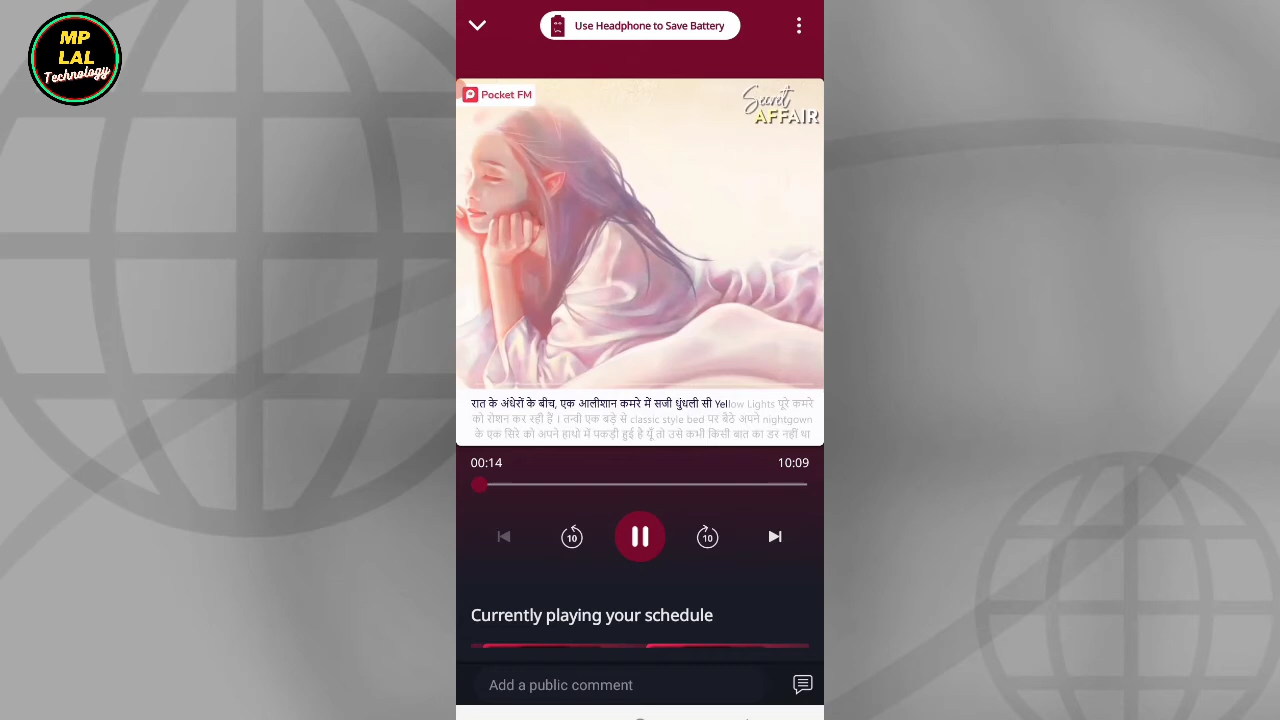 MP
LAL
Technology
Use Headphone to Save Battery
Pocket FM
Secret
AFFAIR
रात के अंधेरों के बीच, एक आलीशान कमरे में सजी धुंधली सी Yellow Lights पूरे कमरे
को रोशन कर रही हैं । तन्वी एक बड़े से classic style bed पर बैठे अपने nightgown
के एक सिरे को अपने हाथो में पकड़ी हुई है यूँ तो उसे कभी किसी बात का डर नहीं था
00:14
10:09
10
10
Currently playing your schedule
Add a public comment